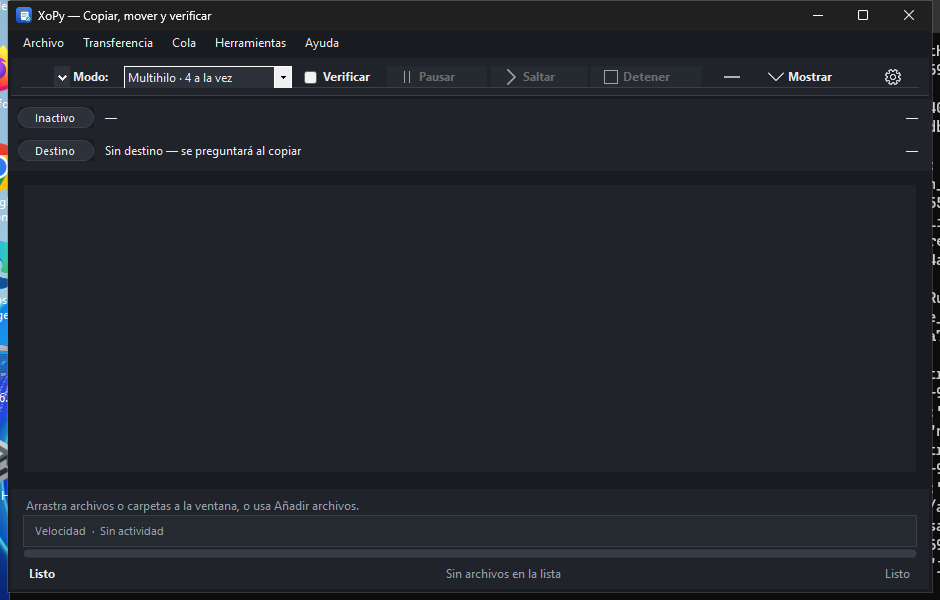 XoPy — Copiar, mover y verificar
Archivo Transferencia Cola Herramientas Ayuda
Modo: Multihilo · 4 a la vez Verificar Pausar Saltar Detener — Mostrar
Inactivo — —
Destino Sin destino — se preguntará al copiar —
Arrastra archivos o carpetas a la ventana, o usa Añadir archivos.
Velocidad · Sin actividad
Listo Sin archivos en la lista Listo